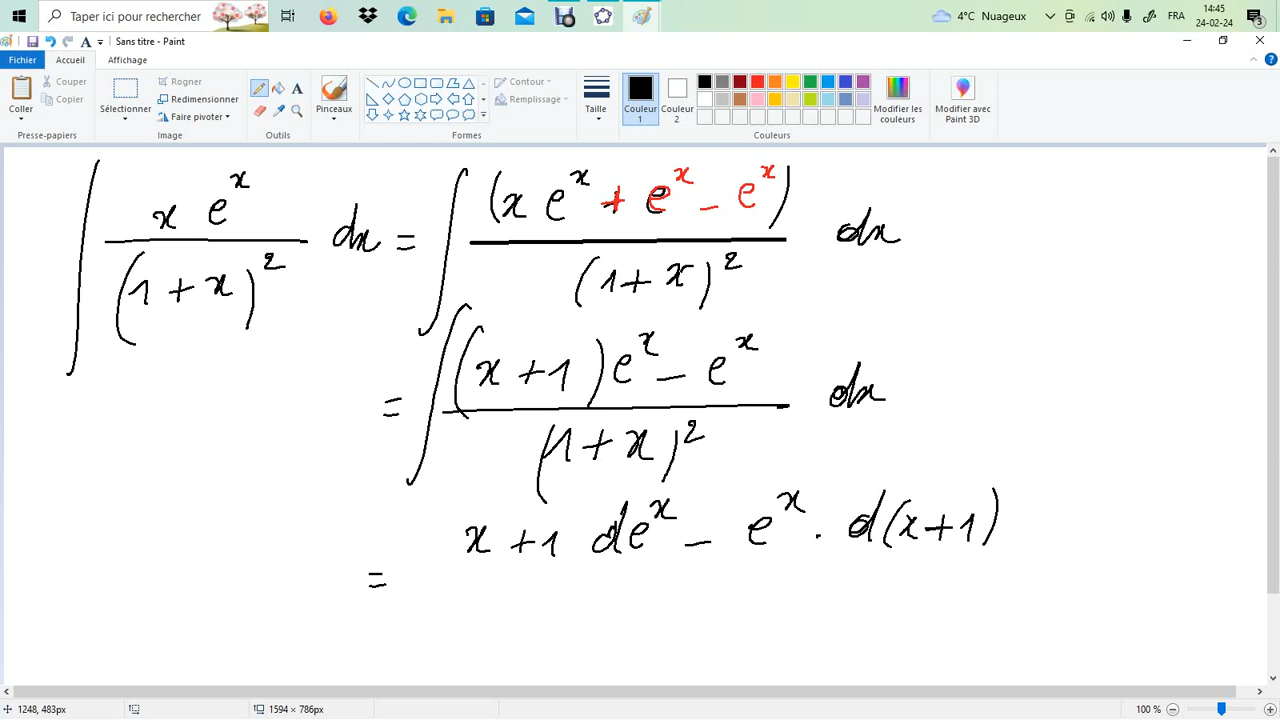 Taper ici pour rechercher
4°C Nuageux
FRA
14:45
24-02-24
3
Sans titre - Paint
Fichier Accueil Affichage
Coller
Couper
Copier
Presse-papiers
Sélectionner
Rogner
Redimensionner
Faire pivoter
Image
A
Outils
Pinceaux
Contour
Remplissage
Formes
Taille
Couleur 1
Couleur 2
Modifier les couleurs
Couleurs
Modifier avec Paint 3D
∫ x e^x / (1+x)^2 dx = ∫ (x e^x + e^x - e^x) / (1+x)^2 dx
= ∫ (x+1) e^x - e^x / (1+x)^2 dx
= x+1 de^x - e^x . d(x+1)
1248, 483px
1594 × 786px
100 %